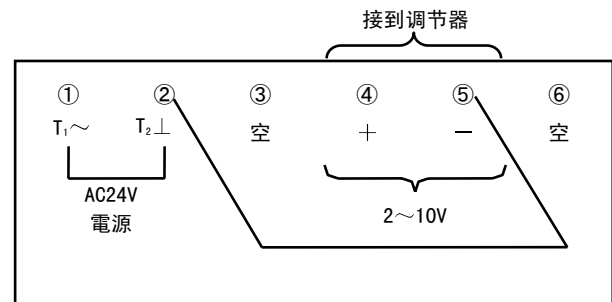 接到调节器
① ② ③ ④ ⑤ ⑥
T₁～ T₂⊥ 空 ＋ － 空
AC24V
電源
2～10V